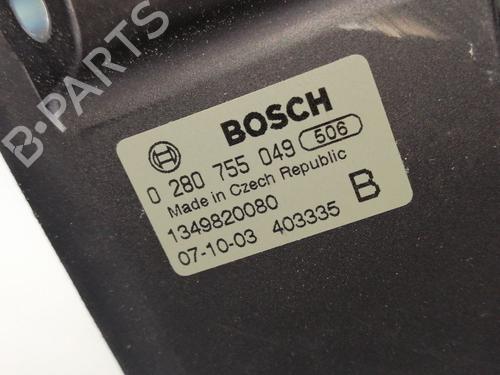 B-PARTS
BOSCH
0 280 755 049 506
Made in Czech Republic
1349820080 B
07-10-03 403335